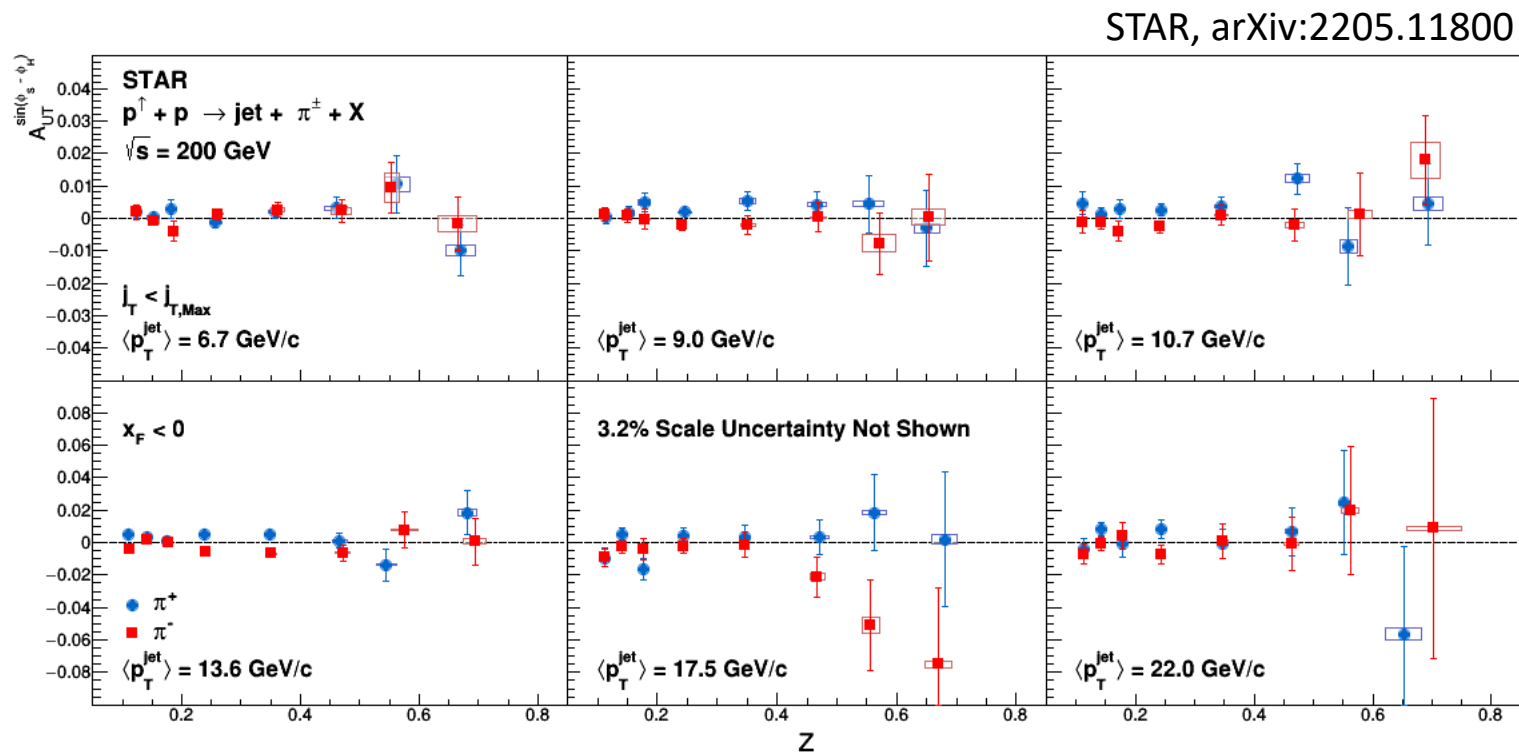 STAR, arXiv:2205.11800
A_UT^sin(ϕ_S - ϕ_H)
STAR
p↑ + p → jet + π± + X
√s = 200 GeV
j_T < j_T,Max
⟨p_T^jet⟩ = 6.7 GeV/c
⟨p_T^jet⟩ = 9.0 GeV/c
⟨p_T^jet⟩ = 10.7 GeV/c
0.04
0.03
0.02
0.01
0
−0.01
−0.02
−0.03
−0.04
x_F < 0
3.2% Scale Uncertainty Not Shown
π+
π-
⟨p_T^jet⟩ = 13.6 GeV/c
⟨p_T^jet⟩ = 17.5 GeV/c
⟨p_T^jet⟩ = 22.0 GeV/c
0.08
0.06
0.04
0.02
0
−0.02
−0.04
−0.06
−0.08
0.2 0.4 0.6 0.8 0.2 0.4 0.6 0.8 0.2 0.4 0.6 0.8
Z